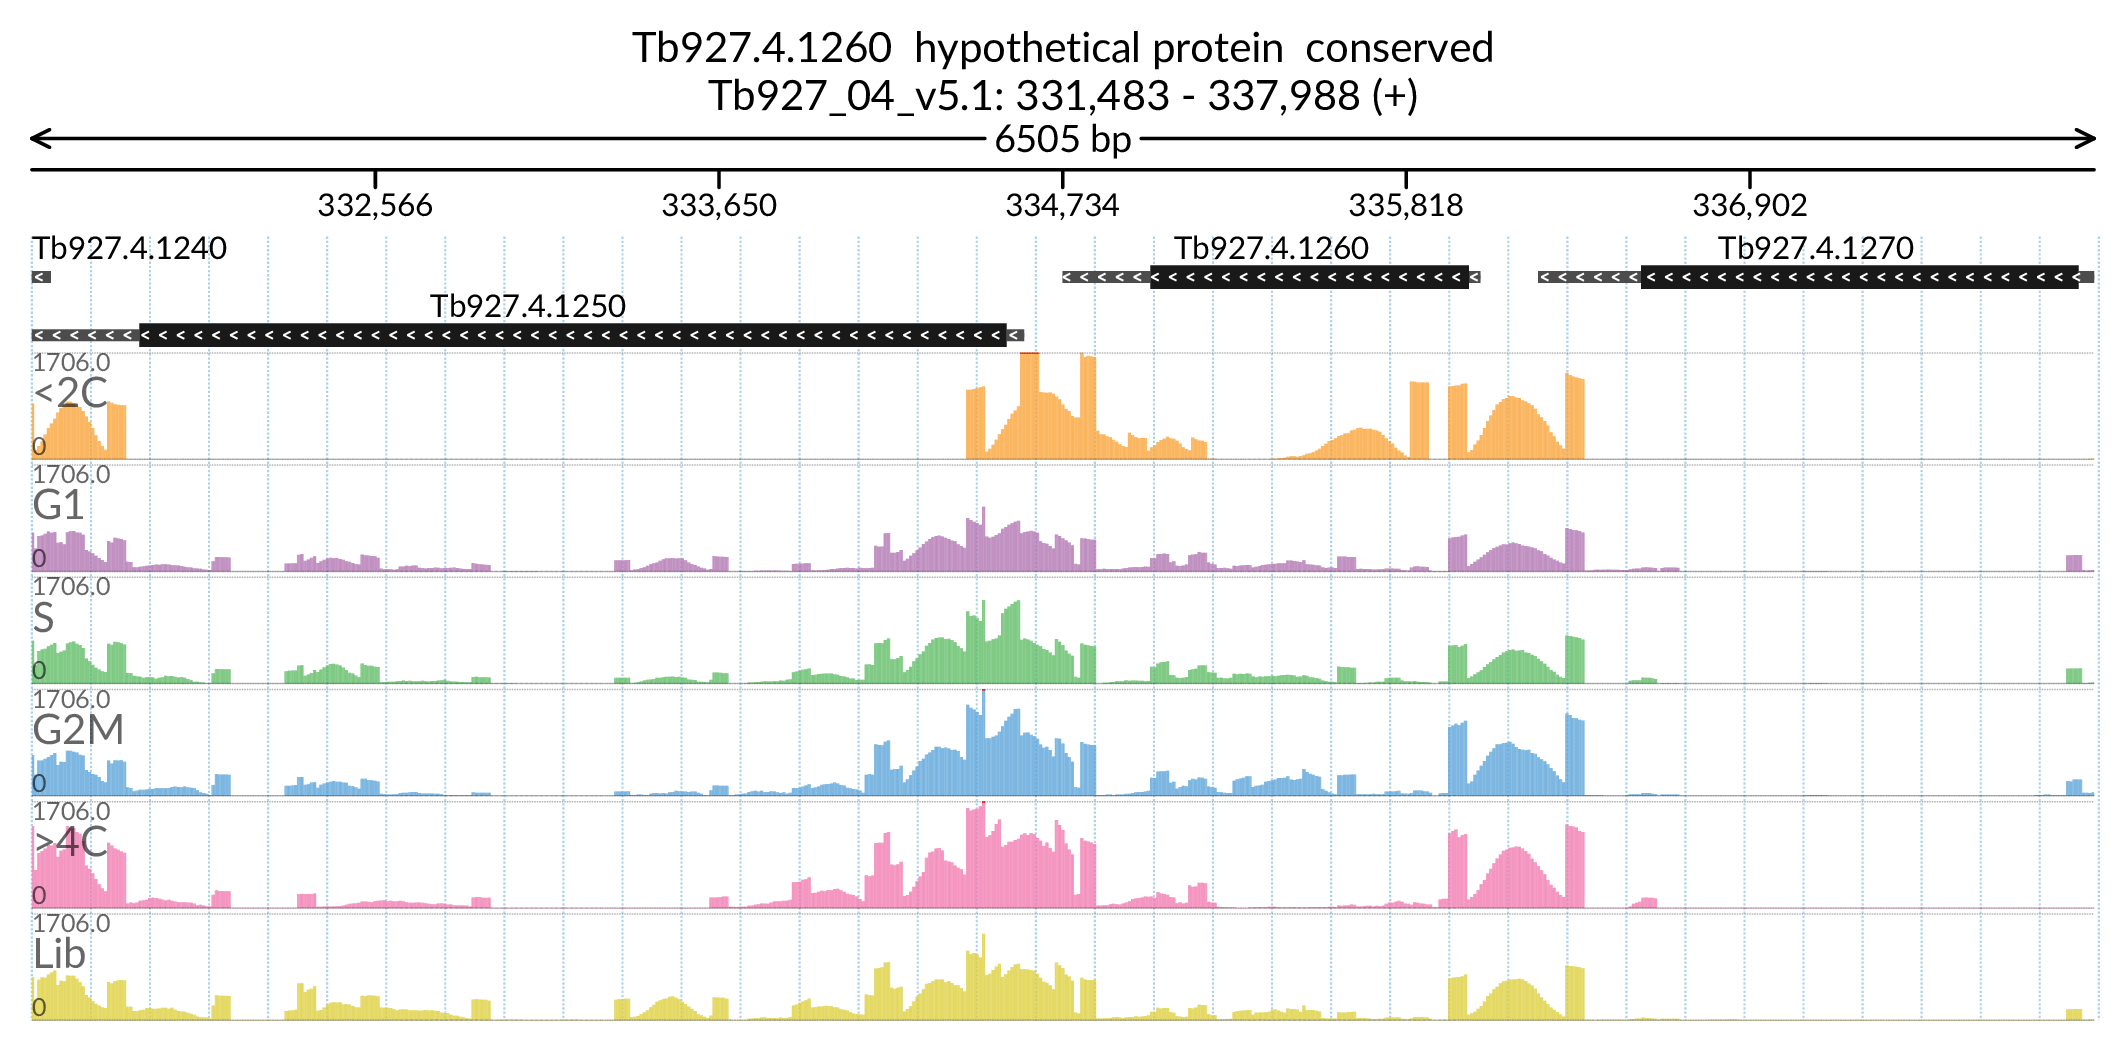 Tb927.4.1260  hypothetical protein  conserved
Tb927_04_v5.1: 331,483 - 337,988 (+)
6505 bp
332,566 333,650 334,734 335,818 336,902
Tb927.4.1240 Tb927.4.1260 Tb927.4.1270
Tb927.4.1250
1706.0
<2C
0
1706.0
G1
0
1706.0
S
0
1706.0
G2M
0
1706.0
>4C
0
1706.0
Lib
0